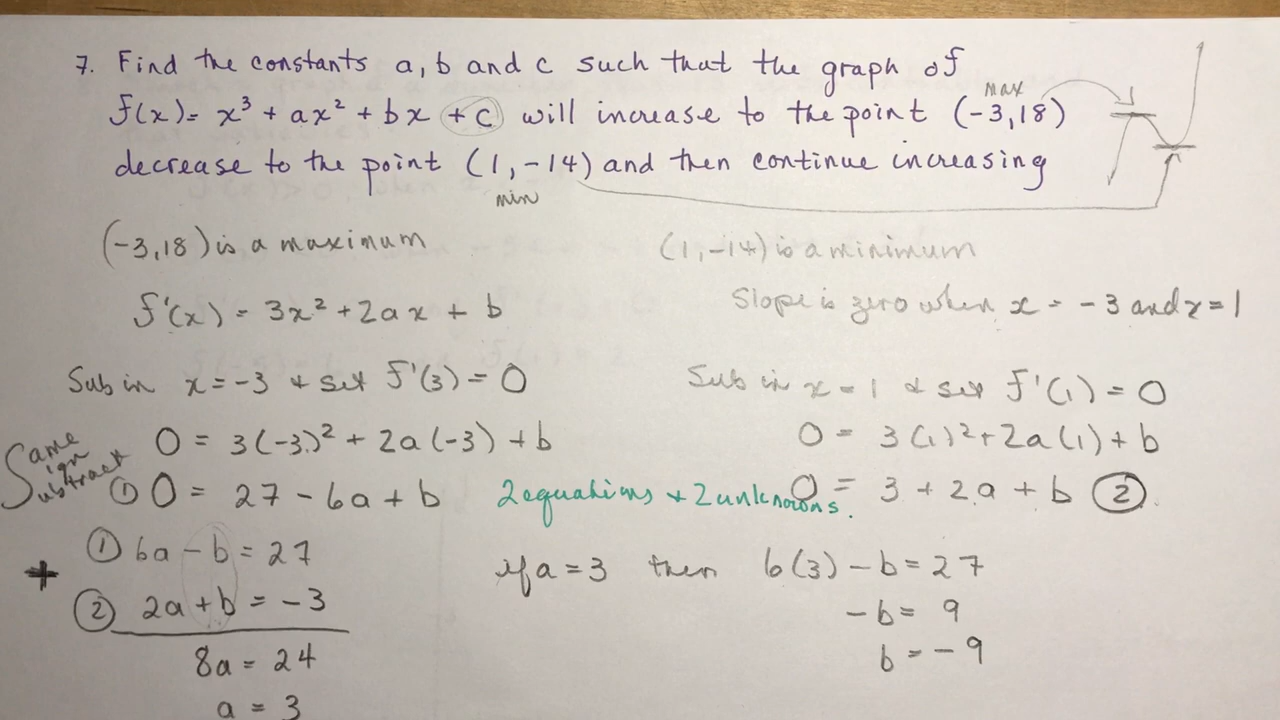 7. Find the constants a, b and c such that the graph of
f(x) = x³ + ax² + bx + c will increase to the point (-3,18)
max
decrease to the point (1,-14) and then continue increasing
min
(-3,18) is a maximum
(1,-14) is a minimum
f'(x) = 3x² + 2ax + b
Slope is zero when x = -3 and x = 1
Sub in x = -3 & set f'(3) = 0
Sub in x = 1 & set f'(1) = 0
0 = 3(-3)² + 2a(-3) + b
0 = 3(1)² + 2a(1) + b
Same
Sign
Subtract
① 0 = 27 - 6a + b
2 equations + 2 unknowns.
0 = 3 + 2a + b ②
① 6a - b = 27
+
② 2a + b = -3
8a = 24
a = 3
if a = 3 then 6(3) - b = 27
-b = 9
b = -9